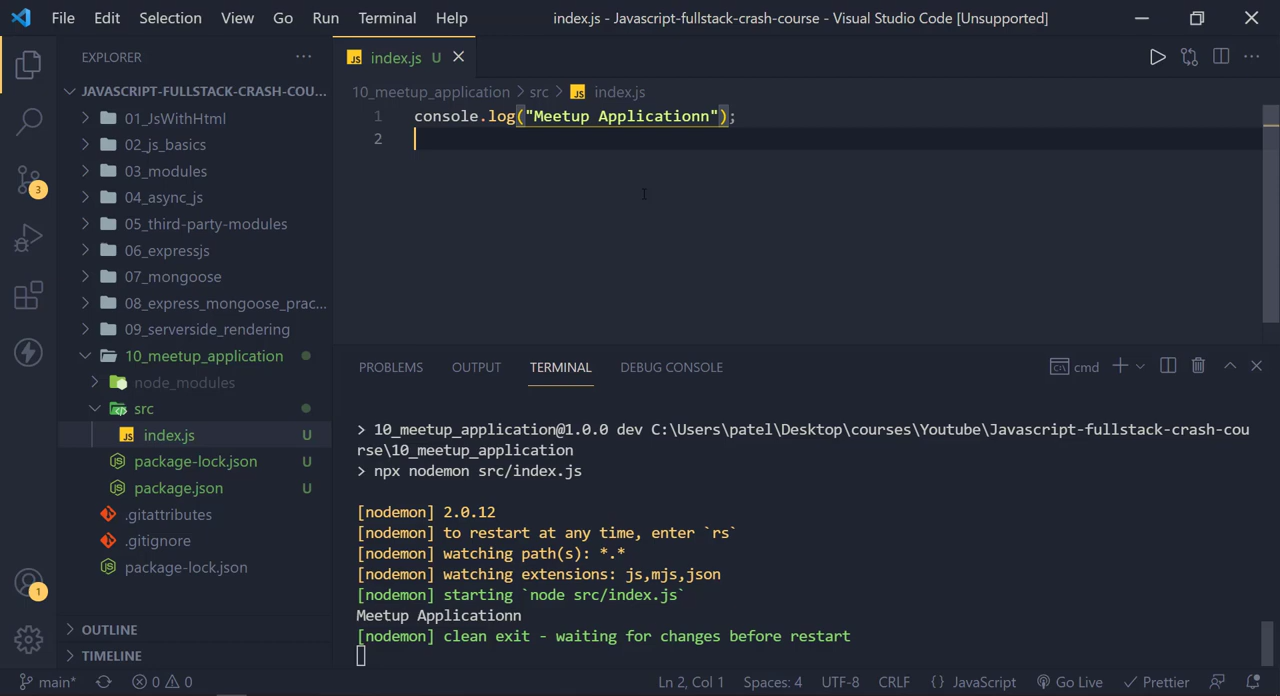 File Edit Selection View Go Run Terminal Help
index.js - Javascript-fullstack-crash-course - Visual Studio Code [Unsupported]
EXPLORER
JS index.js U
JAVASCRIPT-FULLSTACK-CRASH-COU...
01_JsWithHtml
02_js_basics
03_modules
04_async_js
05_third-party-modules
06_expressjs
07_mongoose
08_express_mongoose_prac...
09_serverside_rendering
10_meetup_application
node_modules
src
JS index.js U
package-lock.json U
package.json U
.gitattributes
.gitignore
package-lock.json
OUTLINE
TIMELINE
3
1
10_meetup_application > src > JS index.js
1 console.log("Meetup Applicationn");
2
PROBLEMS OUTPUT TERMINAL DEBUG CONSOLE
cmd
> 10_meetup_application@1.0.0 dev C:\Users\patel\Desktop\courses\Youtube\Javascript-fullstack-crash-cou
rse\10_meetup_application
> npx nodemon src/index.js
[nodemon] 2.0.12
[nodemon] to restart at any time, enter `rs`
[nodemon] watching path(s): *.*
[nodemon] watching extensions: js,mjs,json
[nodemon] starting `node src/index.js`
Meetup Applicationn
[nodemon] clean exit - waiting for changes before restart
main* 0 0 Ln 2, Col 1 Spaces: 4 UTF-8 CRLF {} JavaScript Go Live Prettier